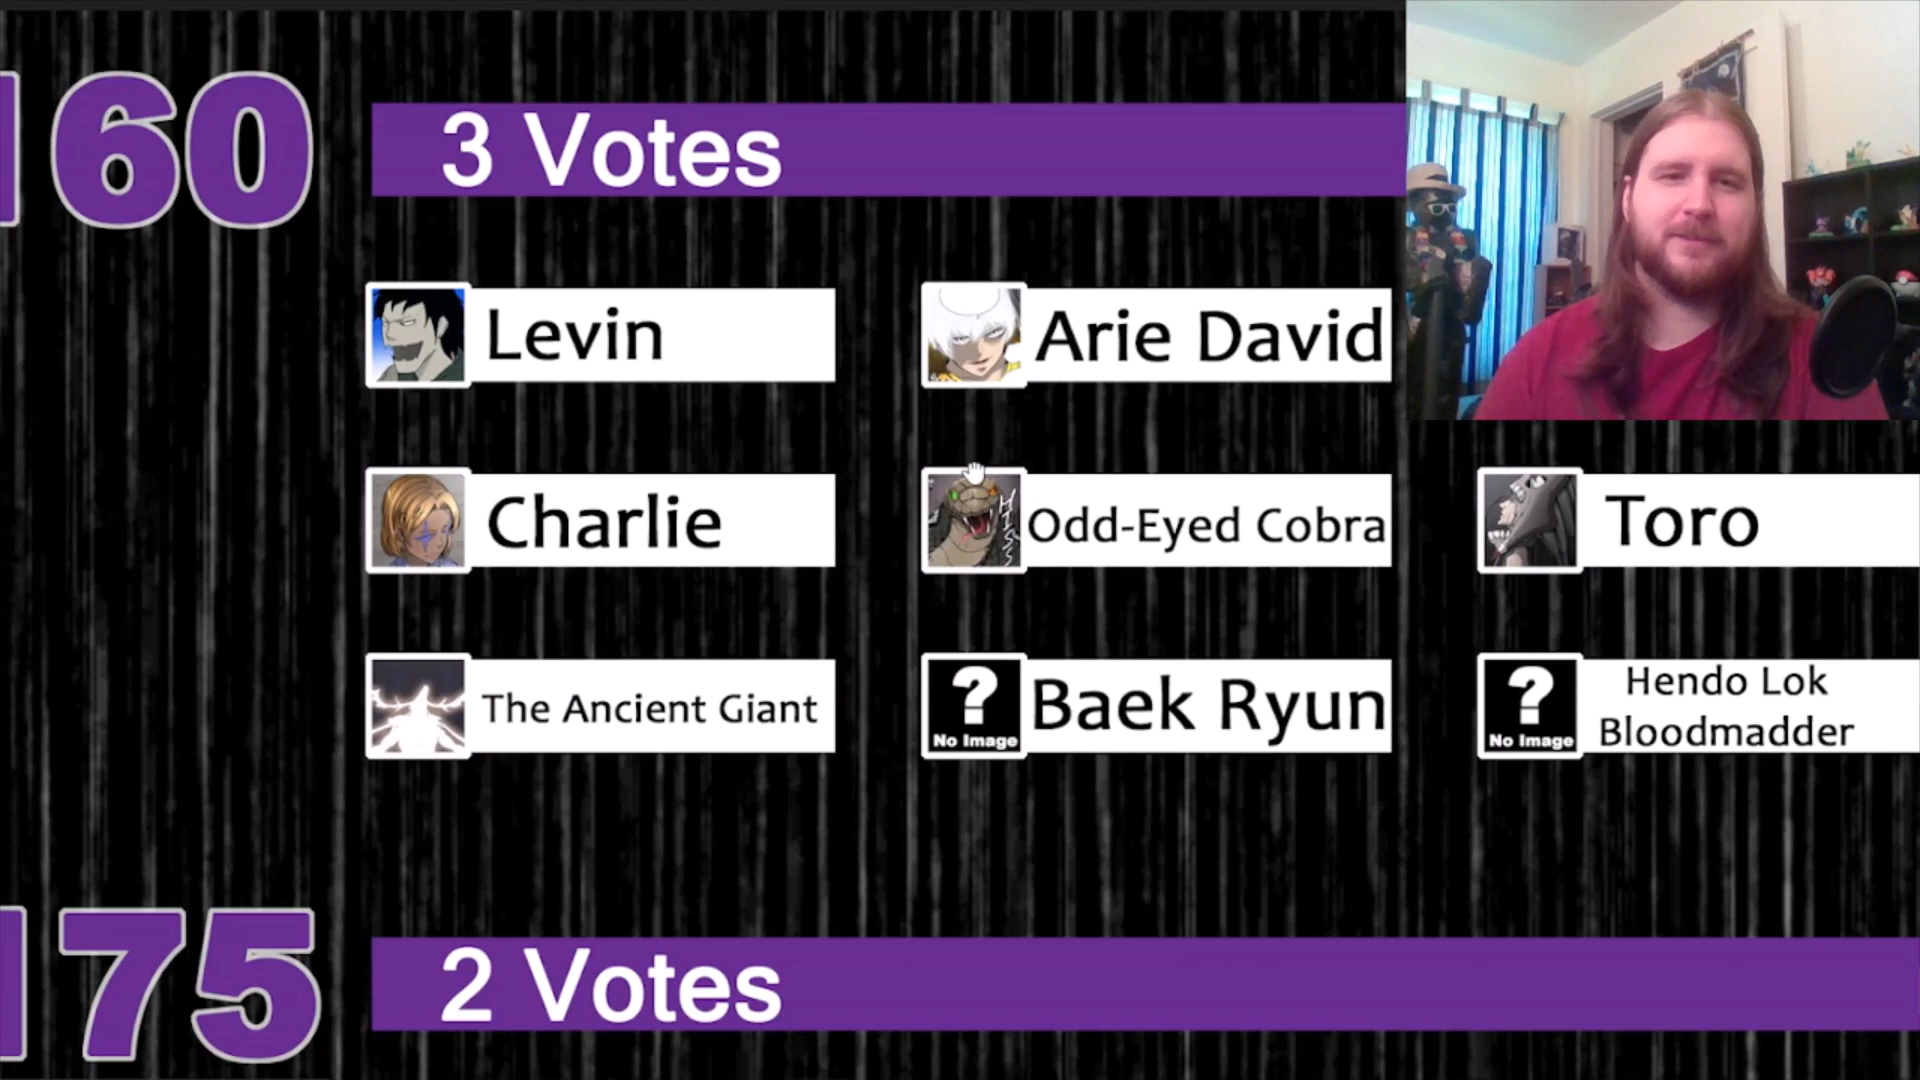 160
3 Votes
Levin
Arie David
Charlie
HISS
Odd-Eyed Cobra
Toro
The Ancient Giant
?
No Image
Baek Ryun
?
No Image
Hendo Lok
Bloodmadder
175
2 Votes